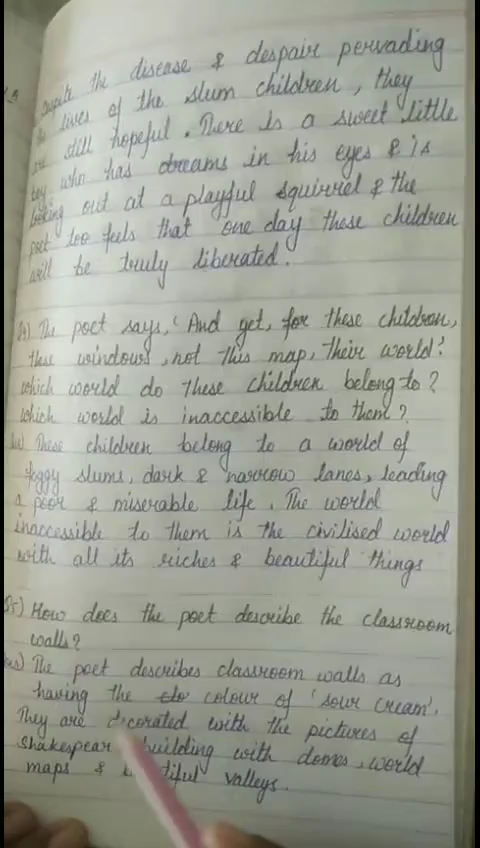 Despite the disease & despair pervading
the lives of the slum children, they
are still hopeful. There is a sweet little
boy who has dreams in his eyes & is
looking out at a playful squirrel & the
poet too feels that one day these children
will be truly liberated.
The poet says, 'And get, for these children,
these windows, not this map, their world'.
which world do these children belong to?
which world is inaccessible to them?
These children belong to a world of
foggy slums, dark & narrow lanes, leading
a poor & miserable life. The world
inaccessible to them is the civilised world
with all its riches & beautiful things
How does the poet describe the classroom
walls?
The poet describes classroom walls as
having the colour of 'sour cream'.
They are decorated with the pictures of
Shakespear building with domes, world
maps & valleys.